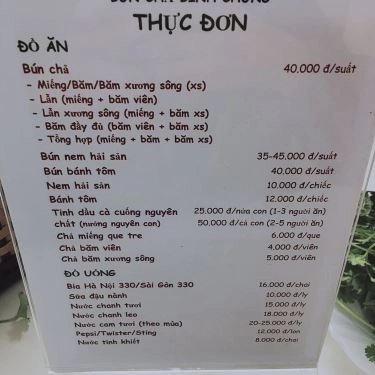 THỰC ĐƠN
ĐỒ ĂN
Bún chả 40.000 đ/suất
- Miếng/Băm/Băm xương sông (xs)
- Lẫn (miếng + băm viên)
- Lẫn xương sông (miếng + băm xs)
- Băm đầy đủ (băm viên + băm xs)
- Tổng hợp (miếng + băm + băm xs)
Bún nem hải sản 35-45.000 đ/suất
Bún bánh tôm 40.000 đ/suất
Nem hải sản 10.000 đ/chiếc
Bánh tôm 12.000 đ/chiếc
Tinh dầu cà cuống nguyên 25.000 đ/nửa con (1-3 người ăn)
chất (nướng nguyên con) 50.000 đ/cả con (2-5 người ăn)
Chả miếng que tre 6.000 đ/que
Chả băm viên 4.000 đ/viên
Chả băm xương sông 5.000 đ/viên
ĐỒ UỐNG
Bia Hà Nội 330/Sài Gòn 330 16.000 đ/chai
Sữa đậu nành 10.000 đ/ly
Nước chanh tươi 15.000 đ/ly
Nước chanh leo 18.000 đ/ly
Nước cam tươi (theo mùa) 20-25.000 đ/ly
Pepsi/Twister/Sting 12.000 đ/lon
Nước tinh khiết 8.000 đ/chai